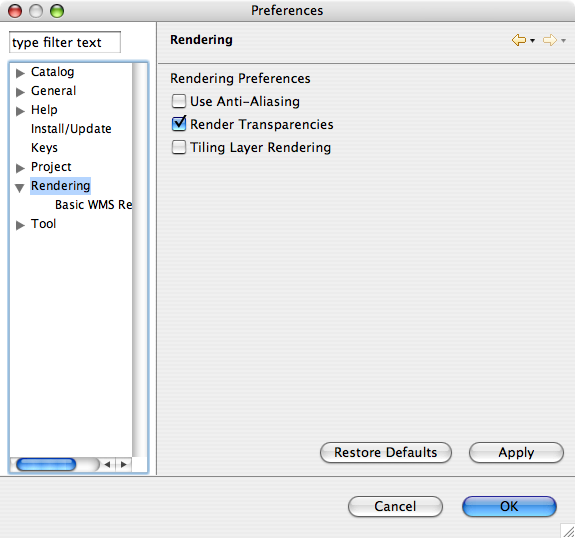 Preferences
type filter text
Catalog
General
Help
Install/Update
Keys
Project
Rendering
Basic WMS Re
Tool
Rendering
Rendering Preferences
Use Anti-Aliasing
Render Transparencies
Tiling Layer Rendering
Restore Defaults
Apply
Cancel
OK